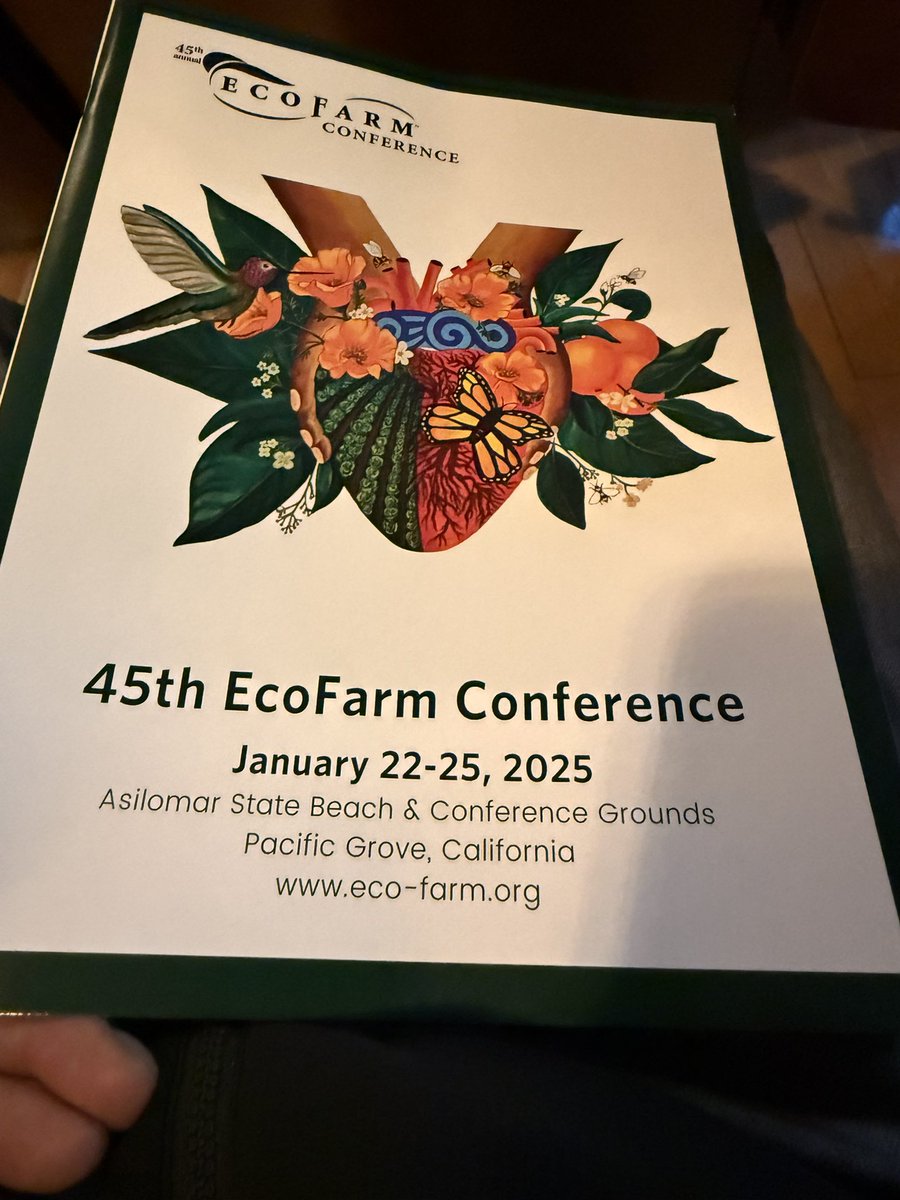 45th
annual
ECOFARM
CONFERENCE
45th EcoFarm Conference
January 22-25, 2025
Asilomar State Beach & Conference Grounds
Pacific Grove, California
www.eco-farm.org